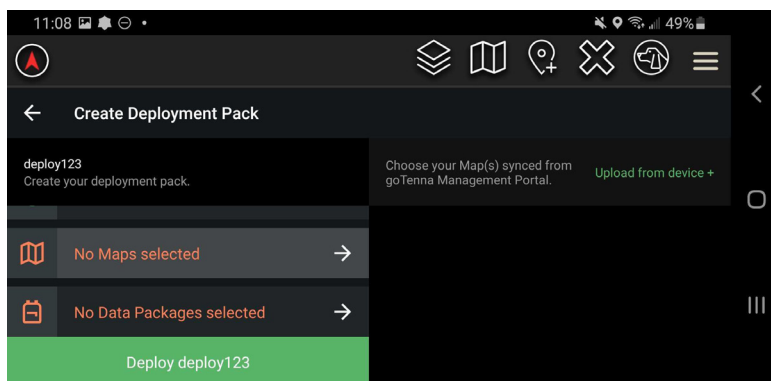 11:08
49%
Create Deployment Pack
deploy123
Create your deployment pack.
Choose your Map(s) synced from
goTenna Management Portal.
Upload from device +
No Maps selected
No Data Packages selected
Deploy deploy123